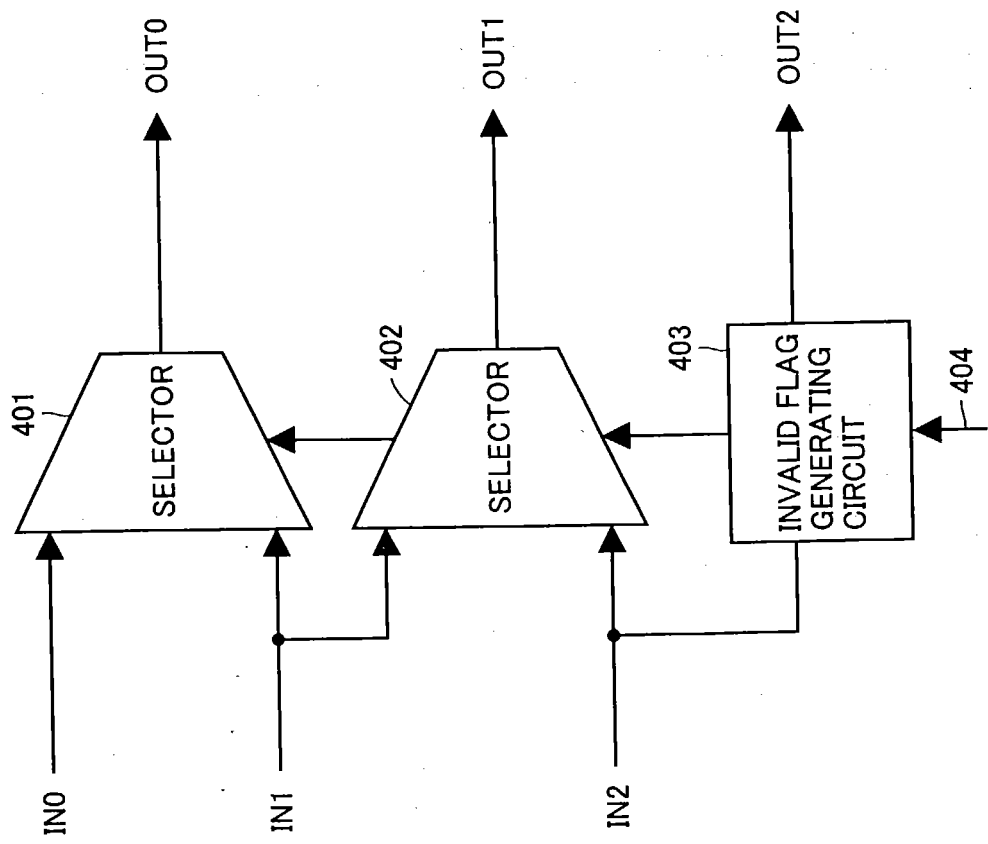 401
IN0
SELECTOR
OUT0
IN1
402
SELECTOR
OUT1
IN2
403
INVALID FLAG
GENERATING
CIRCUIT
OUT2
404